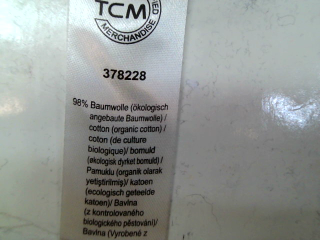 TCM
MERCHANDISE
378228
98% Baumwolle (ökologisch
angebaute Baumwolle) /
cotton (organic cotton) /
coton (de culture
biologique)/ bomuld
(økologisk dyrket bomuld) /
Pamuklu (organik olarak
yetiştirilmiş)/ katoen
(ecologisch geteelde
katoen)/ Bavlna
(z kontrolovaného
biologického pěstování)/
Bavlna (Vyrobené z